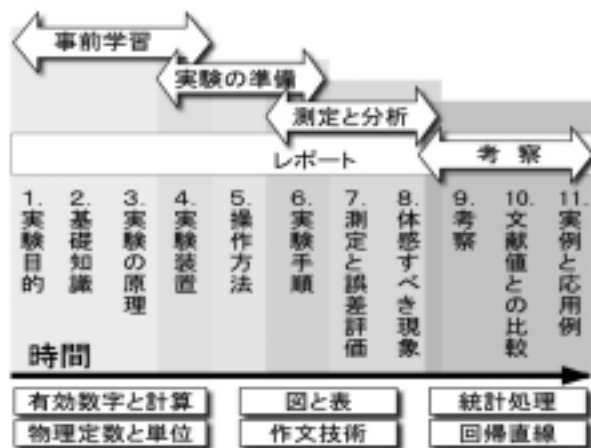 事前学習
実験の準備
測定と分析
レポート
考察
1.実験目的
2.基礎知識
3.実験の原理
4.実験装置
5.操作方法
6.実験手順
7.測定と誤差評価
8.体感すべき現象
9.考察
10.文献値との比較
11.実例と応用例
時間
有効数字と計算
図と表
統計処理
物理定数と単位
作文技術
回帰直線